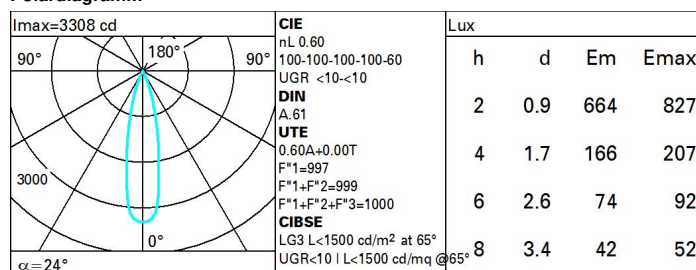 Imax=3308 cd
90°
180°
90°
3000
0°
α=24°
CIE
nL 0.60
100-100-100-100-60
UGR <10-<10
DIN
A.61
UTE
0.60A+0.00T
F"1=997
F"1+F"2=999
F"1+F"2+F"3=1000
CIBSE
LG3 L<1500 cd/m² at 65°
UGR<10 | L<1500 cd/mq @65°
Lux
h d Em Emax
2 0.9 664 827
4 1.7 166 207
6 2.6 74 92
8 3.4 42 52